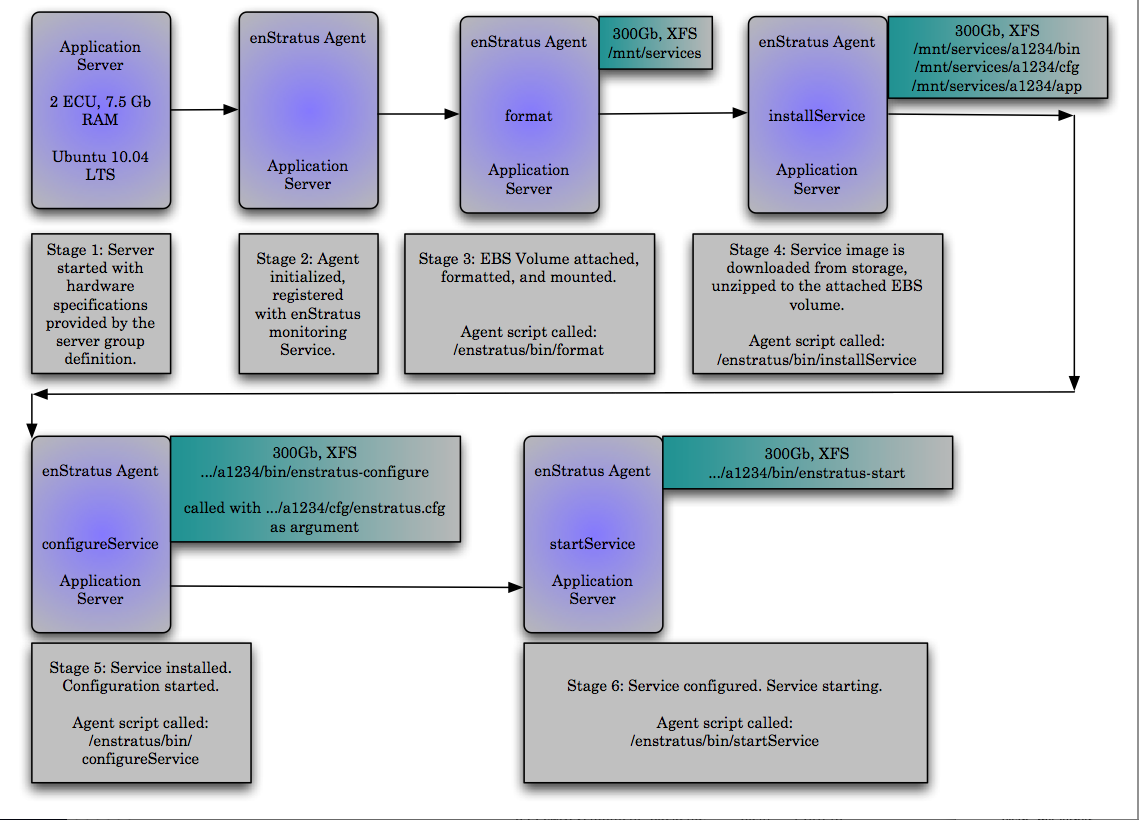 Application
Server
2 ECU, 7.5 Gb
RAM
Ubuntu 10.04
LTS
enStratus Agent
Application
Server
enStratus Agent
format
Application
Server
300Gb, XFS
/mnt/services
enStratus Agent
installService
Application
Server
300Gb, XFS
/mnt/services/a1234/bin
/mnt/services/a1234/cfg
/mnt/services/a1234/app
Stage 1: Server
started with
hardware
specifications
provided by the
server group
definition.
Stage 2: Agent
initialized,
registered
with enStratus
monitoring
Service.
Stage 3: EBS Volume attached,
formatted, and mounted.
Agent script called:
/enstratus/bin/format
Stage 4: Service image is
downloaded from storage,
unzipped to the attached EBS
volume.
Agent script called:
/enstratus/bin/installService
enStratus Agent
configureService
Application
Server
300Gb, XFS
.../a1234/bin/enstratus-configure
called with .../a1234/cfg/enstratus.cfg
as argument
enStratus Agent
startService
Application
Server
300Gb, XFS
.../a1234/bin/enstratus-start
Stage 5: Service installed.
Configuration started.
Agent script called:
/enstratus/bin/
configureService
Stage 6: Service configured. Service starting.
Agent script called:
/enstratus/bin/startService